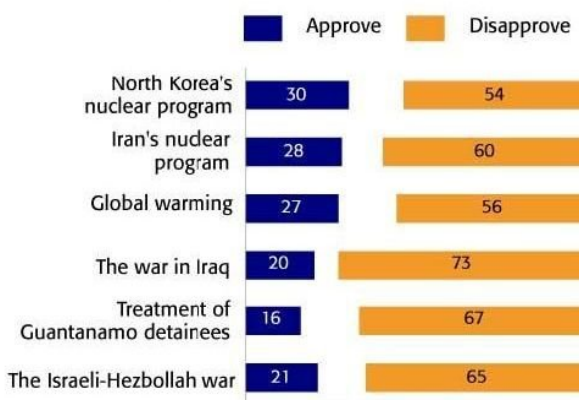 Approve Disapprove
North Korea's
nuclear program
30 54
Iran's nuclear
program
28 60
Global warming 27 56
The war in Iraq 20 73
Treatment of
Guantanamo detainees
16 67
The Israeli-Hezbollah war 21 65